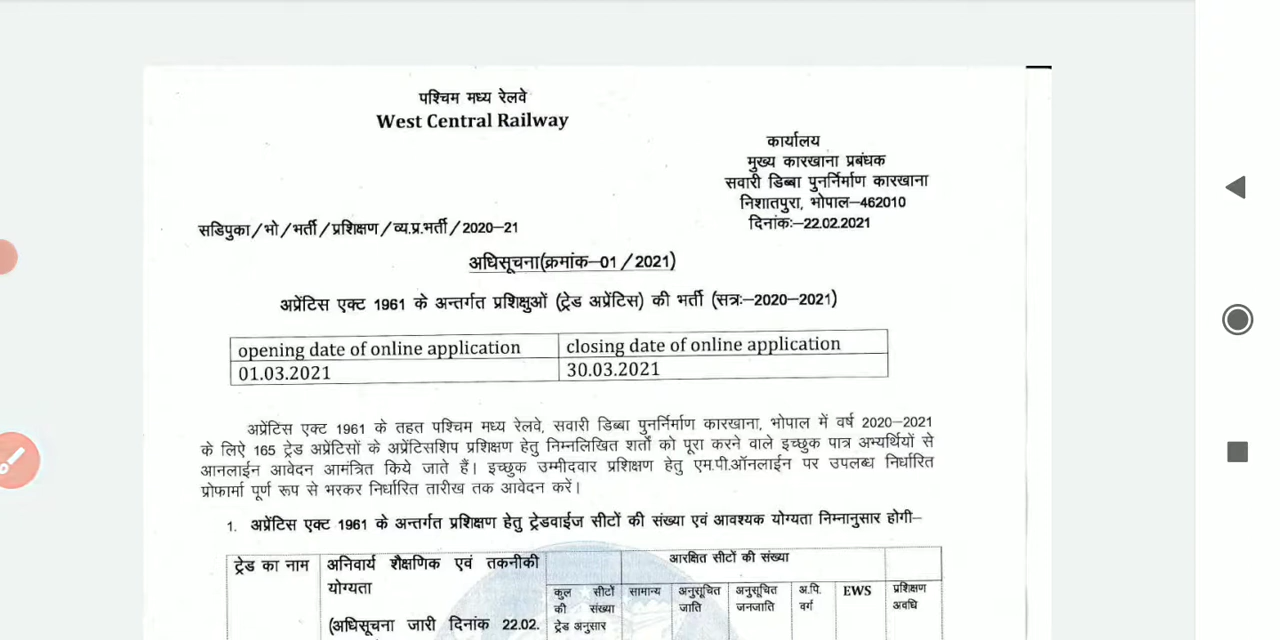 पश्चिम मध्य रेलवे
West Central Railway
कार्यालय
मुख्य कारखाना प्रबंधक
सवारी डिब्बा पुनर्निर्माण कारखाना
निशातपुरा, भोपाल–462010
दिनांकः–22.02.2021
सडिपुका/भो/भर्ती/प्रशिक्षण/व्य.प्र.भर्ती/2020–21
अधिसूचना(क्रमांक–01/2021)
अप्रेंटिस एक्ट 1961 के अन्तर्गत प्रशिक्षुओं (ट्रेड अप्रेंटिस) की भर्ती (सत्रः–2020–2021)
opening date of online application closing date of online application
01.03.2021 30.03.2021
अप्रेंटिस एक्ट 1961 के तहत पश्चिम मध्य रेलवे, सवारी डिब्बा पुनर्निर्माण कारखाना, भोपाल में वर्ष 2020–2021
के लिऐ 165 ट्रेड अप्रेंटिसों के अप्रेंटिसशिप प्रशिक्षण हेतु निम्नलिखित शर्तों को पूरा करने वाले इच्छुक पात्र अभ्यर्थियों से
आनलाईन आवेदन आमंत्रित किये जाते हैं। इच्छुक उम्मीदवार प्रशिक्षण हेतु एम.पी.ऑनलाईन पर उपलब्ध निर्धारित
प्रोफार्मा पूर्ण रूप से भरकर निर्धारित तारीख तक आवेदन करें।
1. अप्रेंटिस एक्ट 1961 के अन्तर्गत प्रशिक्षण हेतु ट्रेडवाईज सीटों की संख्या एवं आवश्यक योग्यता निम्नानुसार होगी–
ट्रेड का नाम अनिवार्य शैक्षणिक एवं तकनीकी आरक्षित सीटों की संख्या
योग्यता
कुल सीटों सामान्य अनुसूचित अनुसूचित अ.पि. EWS प्रशिक्षण
की संख्या जाति जनजाति वर्ग अवधि
(अधिसूचना जारी दिनांक 22.02. ट्रेड अनुसार